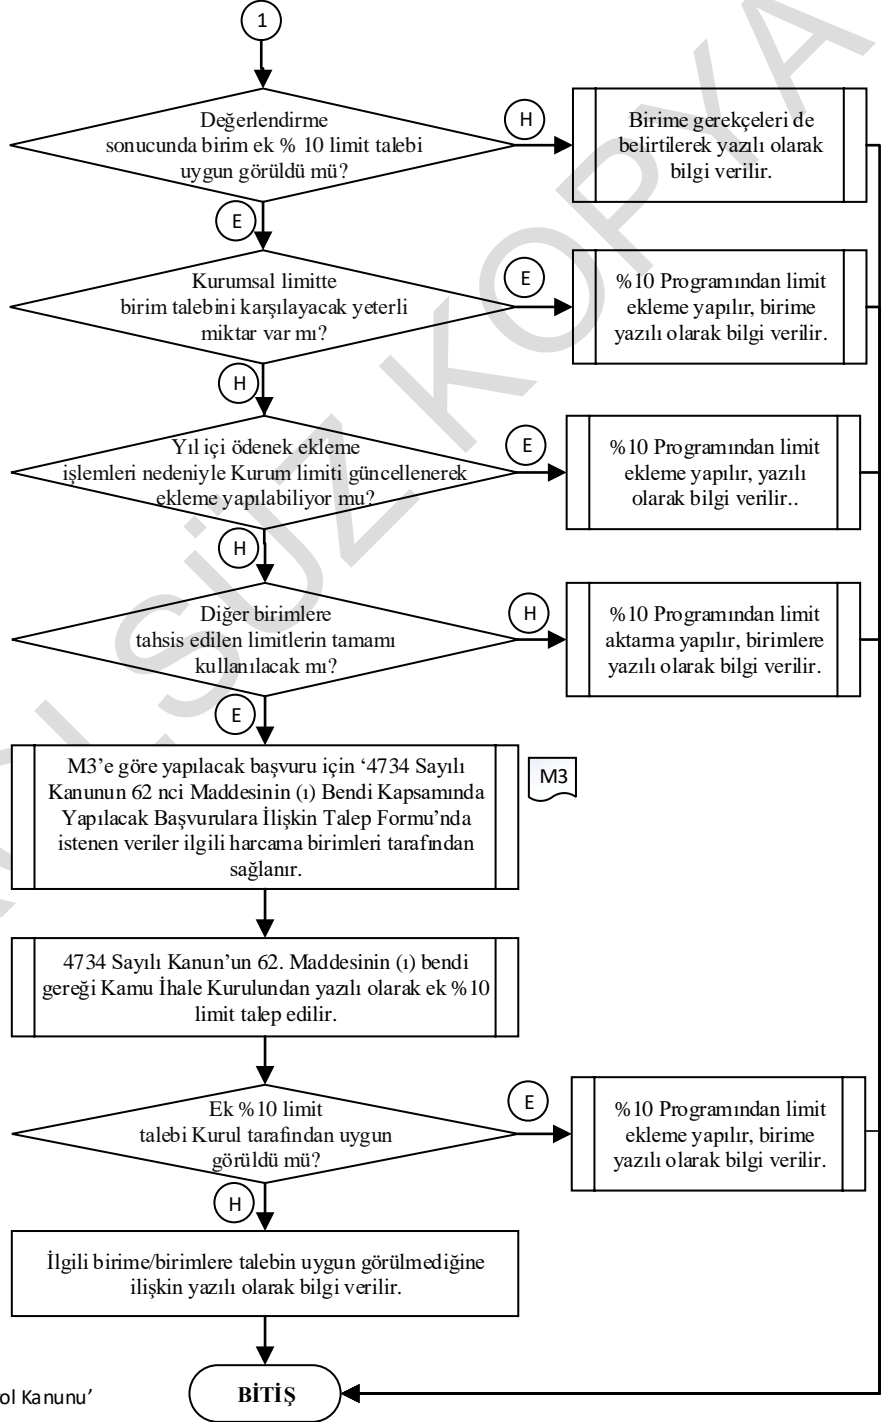 1
Değerlendirme
sonucunda birim ek % 10 limit talebi
uygun görüldü mü?
H
Birime gerekçeleri de
belirtilerek yazılı olarak
bilgi verilir.
E
Kurumsal limitte
birim talebini karşılayacak yeterli
miktar var mı?
E
%10 Programından limit
ekleme yapılır, birime
yazılı olarak bilgi verilir.
H
Yıl içi ödenek ekleme
işlemleri nedeniyle Kurum limiti güncellenerek
ekleme yapılabiliyor mu?
E
%10 Programından limit
ekleme yapılır, yazılı
olarak bilgi verilir..
H
Diğer birimlere
tahsis edilen limitlerin tamamı
kullanılacak mı?
H
%10 Programından limit
aktarma yapılır, birimlere
yazılı olarak bilgi verilir.
E
M3’e göre yapılacak başvuru için ‘4734 Sayılı
Kanunun 62 nci Maddesinin (ı) Bendi Kapsamında
Yapılacak Başvurulara İlişkin Talep Formu’nda
istenen veriler ilgili harcama birimleri tarafından
sağlanır.
M3
4734 Sayılı Kanun’un 62. Maddesinin (ı) bendi
gereği Kamu İhale Kurulundan yazılı olarak ek %10
limit talep edilir.
Ek %10 limit
talebi Kurul tarafından uygun
görüldü mü?
E
%10 Programından limit
ekleme yapılır, birime
yazılı olarak bilgi verilir.
H
İlgili birime/birimlere talebin uygun görülmediğine
ilişkin yazılı olarak bilgi verilir.
BİTİŞ
ol Kanunu’
SÜZ KOPYA